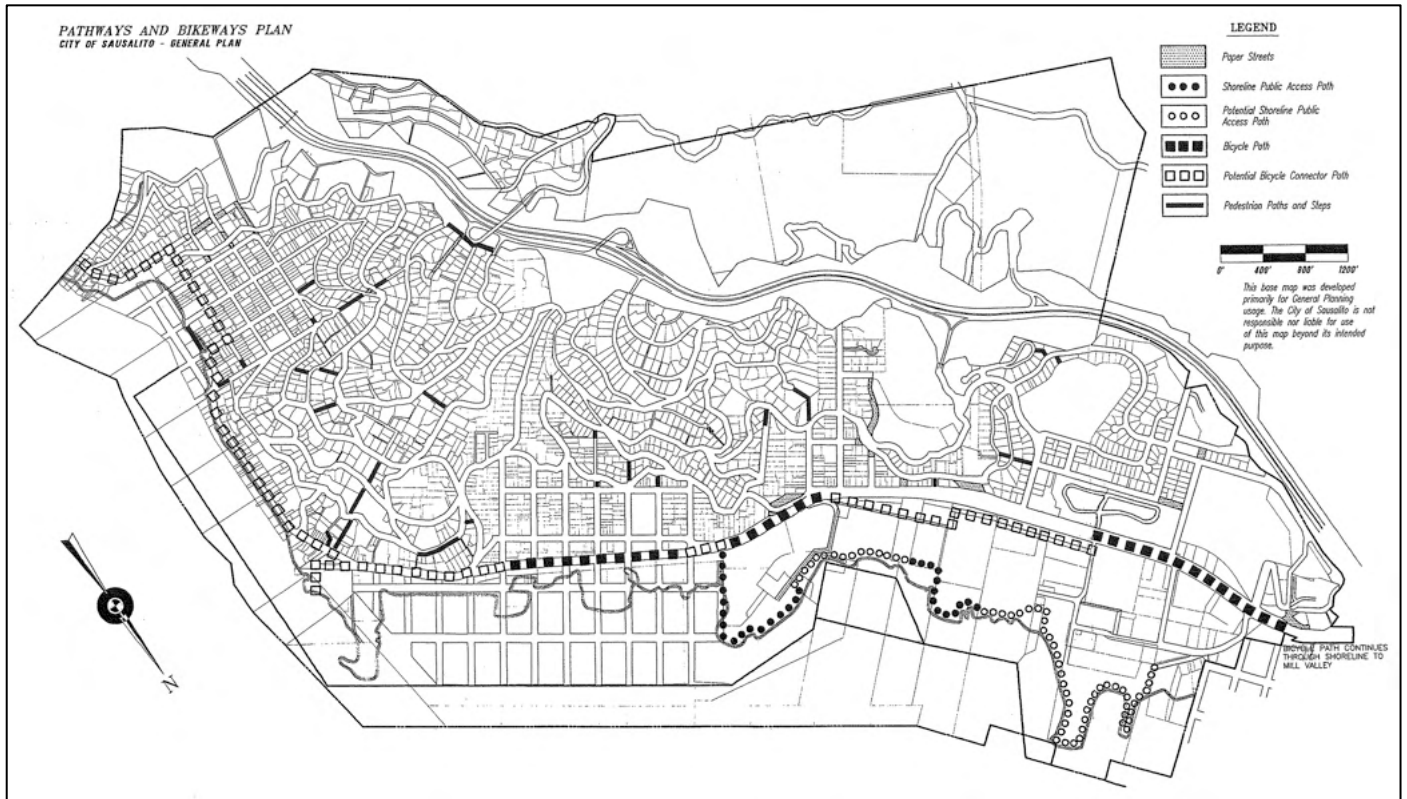 PATHWAYS AND BIKEWAYS PLAN
CITY OF SAUSALITO - GENERAL PLAN
LEGEND
Paper Streets
Shoreline Public Access Path
Potential Shoreline Public
Access Path
Bicycle Path
Potential Bicycle Connector Path
Pedestrian Paths and Steps
0' 400' 800' 1200'
This base map was developed
primarily for General Planning
usage. The City of Sausalito is not
responsible nor liable for use
of this map beyond its intended
purpose.
N
BICYCLE PATH CONTINUES
THROUGH SHORELINE TO
MILL VALLEY